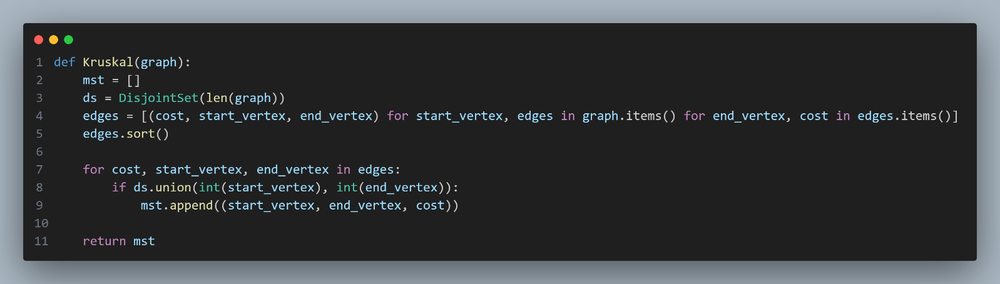 1 def Kruskal(graph):
2     mst = []
3     ds = DisjointSet(len(graph))
4     edges = [(cost, start_vertex, end_vertex) for start_vertex, edges in graph.items() for end_vertex, cost in edges.items()]
5     edges.sort()
6
7     for cost, start_vertex, end_vertex in edges:
8         if ds.union(int(start_vertex), int(end_vertex)):
9             mst.append((start_vertex, end_vertex, cost))
10
11     return mst